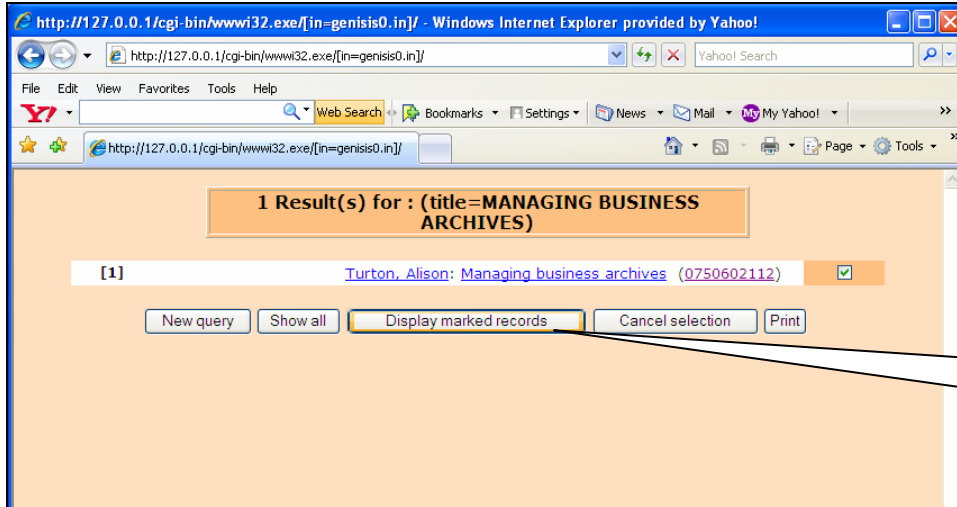 http://127.0.0.1/cgi-bin/wwwi32.exe/[in=genisis0.in]/ - Windows Internet Explorer provided by Yahoo!
http://127.0.0.1/cgi-bin/wwwi32.exe/[in=genisis0.in]/ Yahoo! Search
File Edit View Favorites Tools Help
Y! Web Search Bookmarks Settings News Mail My My Yahoo! »
http://127.0.0.1/cgi-bin/wwwi32.exe/[in=genisis0.in]/ Page Tools »
1 Result(s) for : (title=MANAGING BUSINESS
ARCHIVES)
[1] Turton, Alison: Managing business archives (0750602112)
New query Show all Display marked records Cancel selection Print